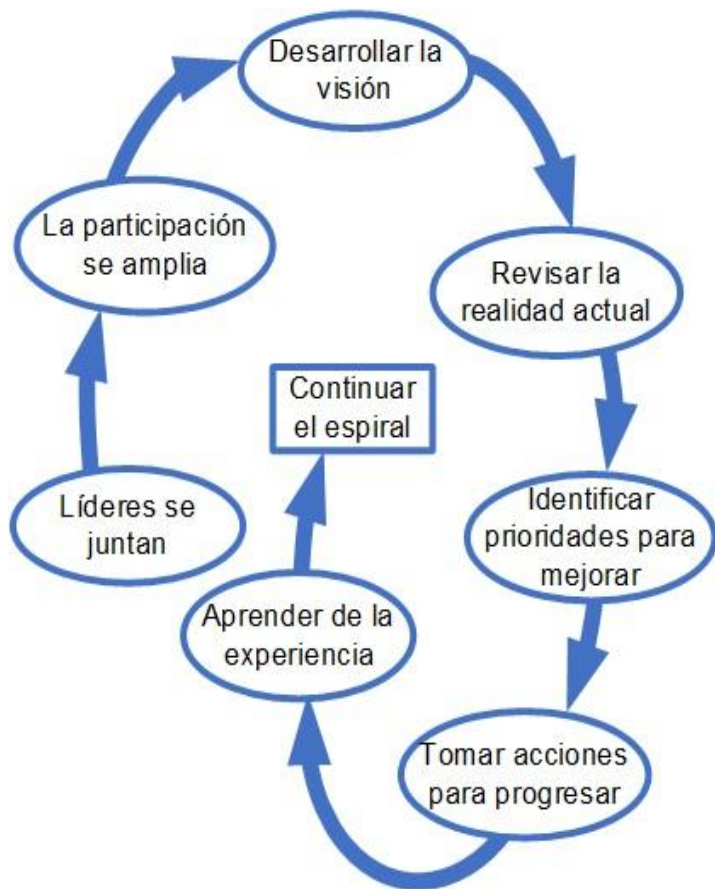 Desarrollar la
visión
La participación
se amplia
Revisar la
realidad actual
Continuar
el espiral
Líderes se
juntan
Identificar
prioridades para
mejorar
Aprender de la
experiencia
Tomar acciones
para progresar